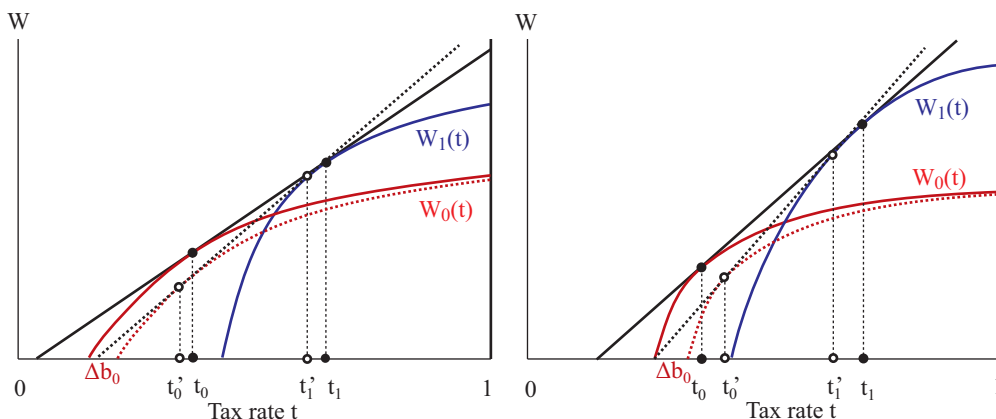 W
W₁(t)
W₀(t)
Δb₀
0
t₀’ t₀
t₁’ t₁
1
Tax rate t
W
W₁(t)
W₀(t)
Δb₀
0
t₀ t₀’
t₁’ t₁
Tax rate t